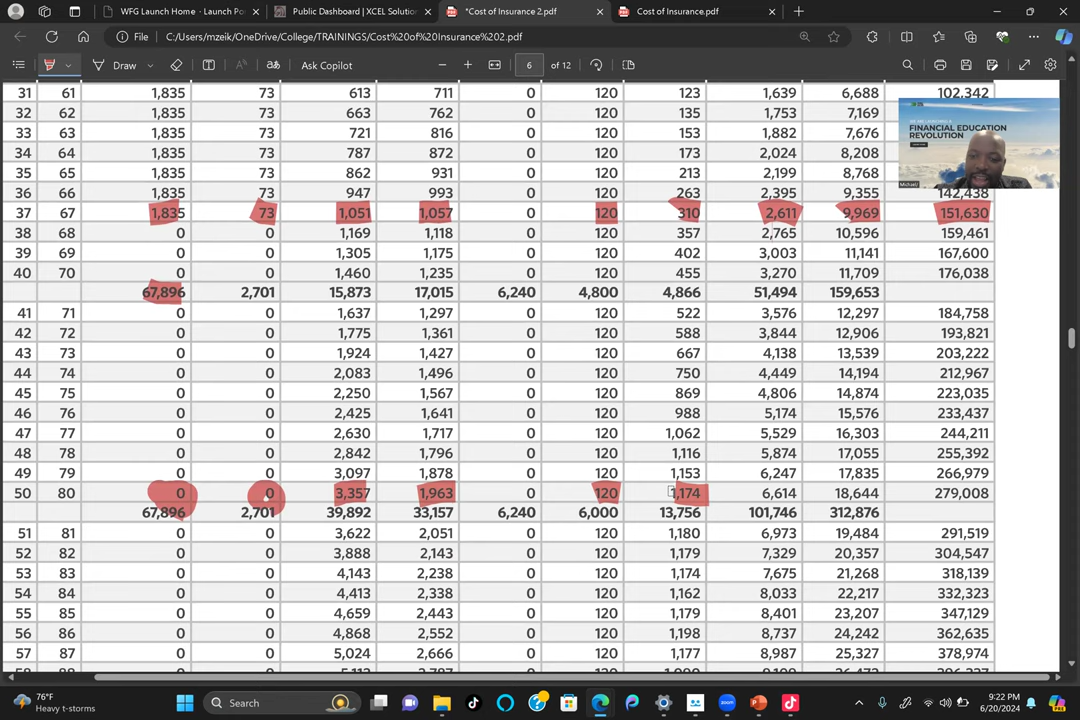 WFG Launch Home · Launch Po
Public Dashboard | XCEL Solution
*Cost of Insurance 2.pdf
Cost of Insurance.pdf
File C:/Users/mzeik/OneDrive/College/TRAININGS/Cost%20of%20Insurance%202.pdf
Draw Ask Copilot 6 of 12
31 61 1,835 73 613 711 0 120 123 1,639 6,688 102,342
32 62 1,835 73 663 762 0 120 135 1,753 7,169
33 63 1,835 73 721 816 0 120 153 1,882 7,676
34 64 1,835 73 787 872 0 120 173 2,024 8,208
35 65 1,835 73 862 931 0 120 213 2,199 8,768
36 66 1,835 73 947 993 0 120 263 2,395 9,355 142,438
37 67 1,835 73 1,051 1,057 0 120 310 2,611 9,969 151,630
38 68 0 0 1,169 1,118 0 120 357 2,765 10,596 159,461
39 69 0 0 1,305 1,175 0 120 402 3,003 11,141 167,600
40 70 0 0 1,460 1,235 0 120 455 3,270 11,709 176,038
67,896 2,701 15,873 17,015 6,240 4,800 4,866 51,494 159,653
41 71 0 0 1,637 1,297 0 120 522 3,576 12,297 184,758
42 72 0 0 1,775 1,361 0 120 588 3,844 12,906 193,821
43 73 0 0 1,924 1,427 0 120 667 4,138 13,539 203,222
44 74 0 0 2,083 1,496 0 120 750 4,449 14,194 212,967
45 75 0 0 2,250 1,567 0 120 869 4,806 14,874 223,035
46 76 0 0 2,425 1,641 0 120 988 5,174 15,576 233,437
47 77 0 0 2,630 1,717 0 120 1,062 5,529 16,303 244,211
48 78 0 0 2,842 1,796 0 120 1,116 5,874 17,055 255,392
49 79 0 0 3,097 1,878 0 120 1,153 6,247 17,835 266,979
50 80 0 0 3,357 1,963 0 120 1,174 6,614 18,644 279,008
67,896 2,701 39,892 33,157 6,240 6,000 13,756 101,746 312,876
51 81 0 0 3,622 2,051 0 120 1,180 6,973 19,484 291,519
52 82 0 0 3,888 2,143 0 120 1,179 7,329 20,357 304,547
53 83 0 0 4,143 2,238 0 120 1,174 7,675 21,268 318,139
54 84 0 0 4,413 2,338 0 120 1,162 8,033 22,217 332,323
55 85 0 0 4,659 2,443 0 120 1,179 8,401 23,207 347,129
56 86 0 0 4,868 2,552 0 120 1,198 8,737 24,242 362,635
57 87 0 0 5,024 2,666 0 120 1,177 8,987 25,327 378,974
FINANCIAL EDUCATION
REVOLUTION
Michael
76°F
Heavy t-storms
Search
9:22 PM
6/20/2024